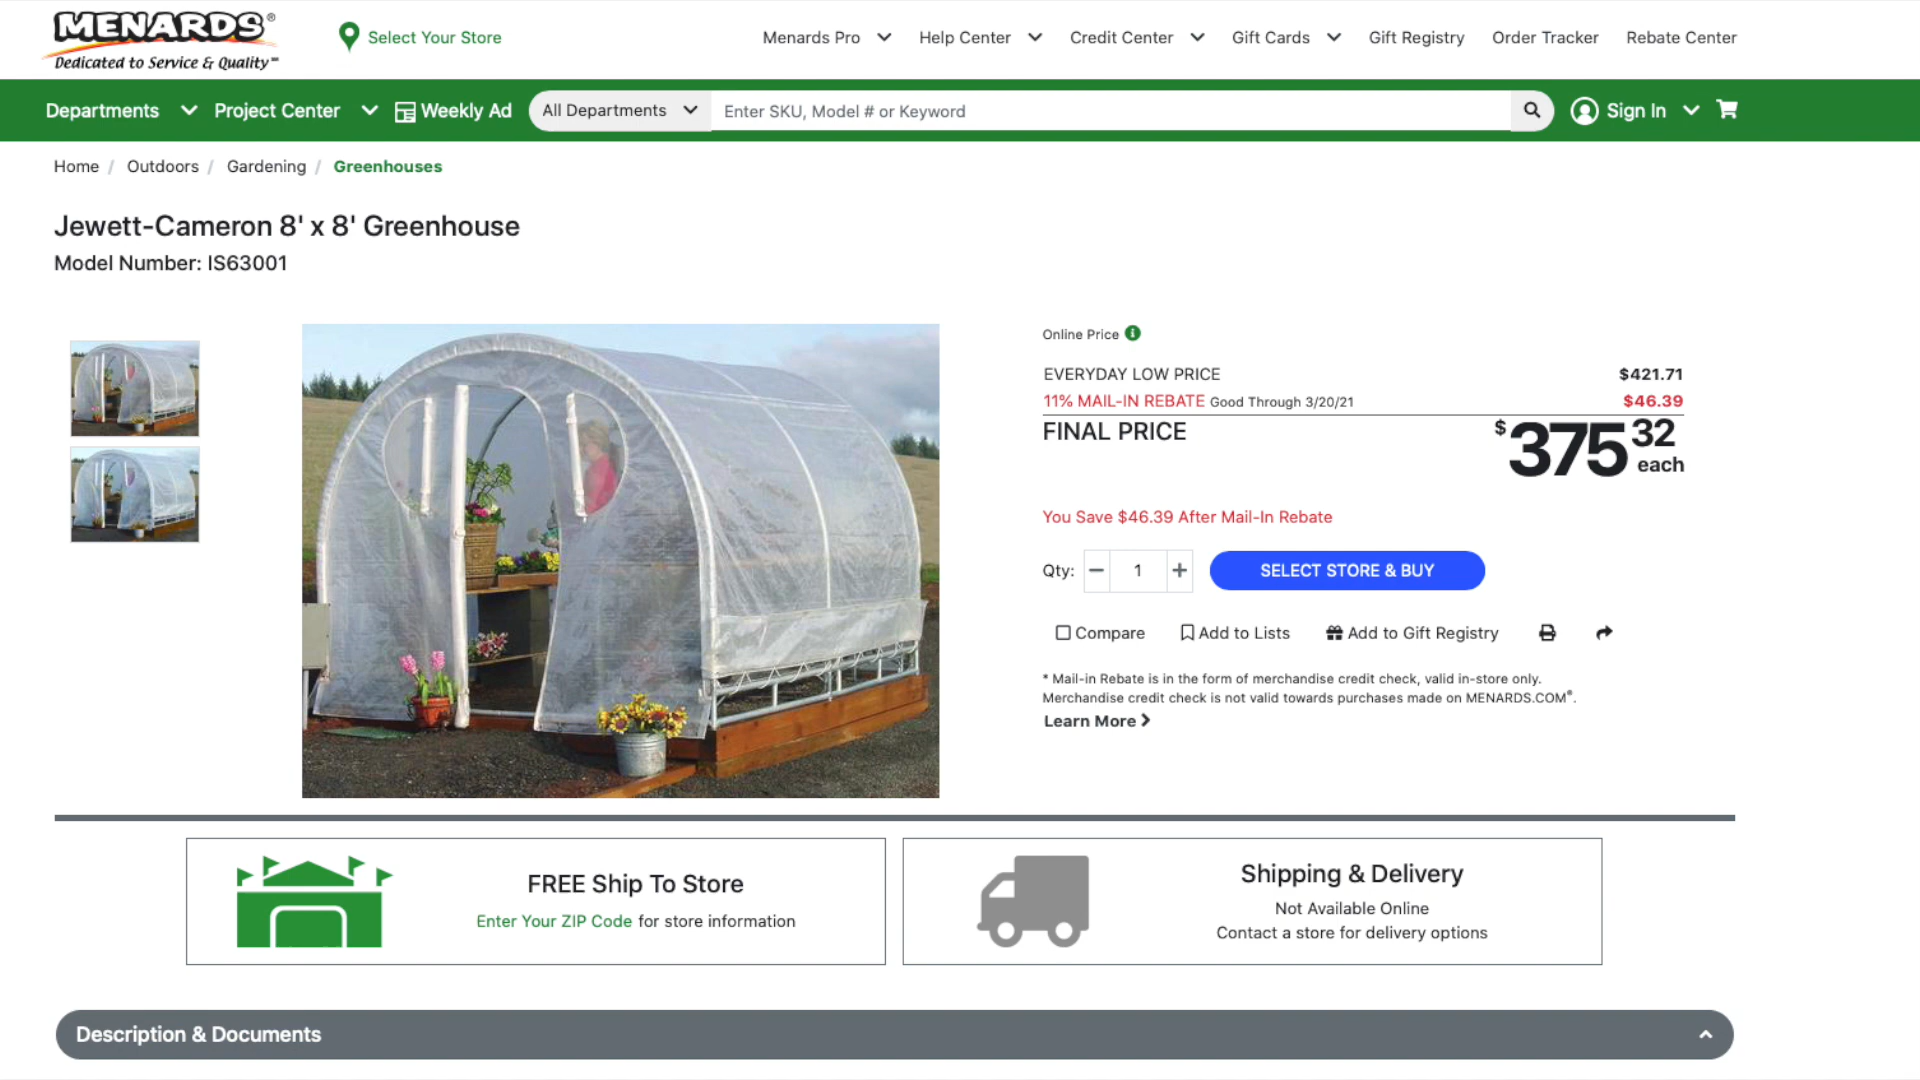 MENARDS®
Dedicated to Service & Quality℠
Select Your Store
Menards Pro
Help Center
Credit Center
Gift Cards
Gift Registry
Order Tracker
Rebate Center
Departments
Project Center
Weekly Ad
All Departments
Enter SKU, Model # or Keyword
Sign In
Home / Outdoors / Gardening / Greenhouses
Jewett-Cameron 8' x 8' Greenhouse
Model Number: IS63001
Online Price
EVERYDAY LOW PRICE $421.71
11% MAIL-IN REBATE Good Through 3/20/21 $46.39
FINAL PRICE $375 32 each
You Save $46.39 After Mail-In Rebate
Qty: 1 SELECT STORE & BUY
Compare
Add to Lists
Add to Gift Registry
* Mail-in Rebate is in the form of merchandise credit check, valid in-store only.
Merchandise credit check is not valid towards purchases made on MENARDS.COM®.
Learn More
FREE Ship To Store
Enter Your ZIP Code for store information
Shipping & Delivery
Not Available Online
Contact a store for delivery options
Description & Documents